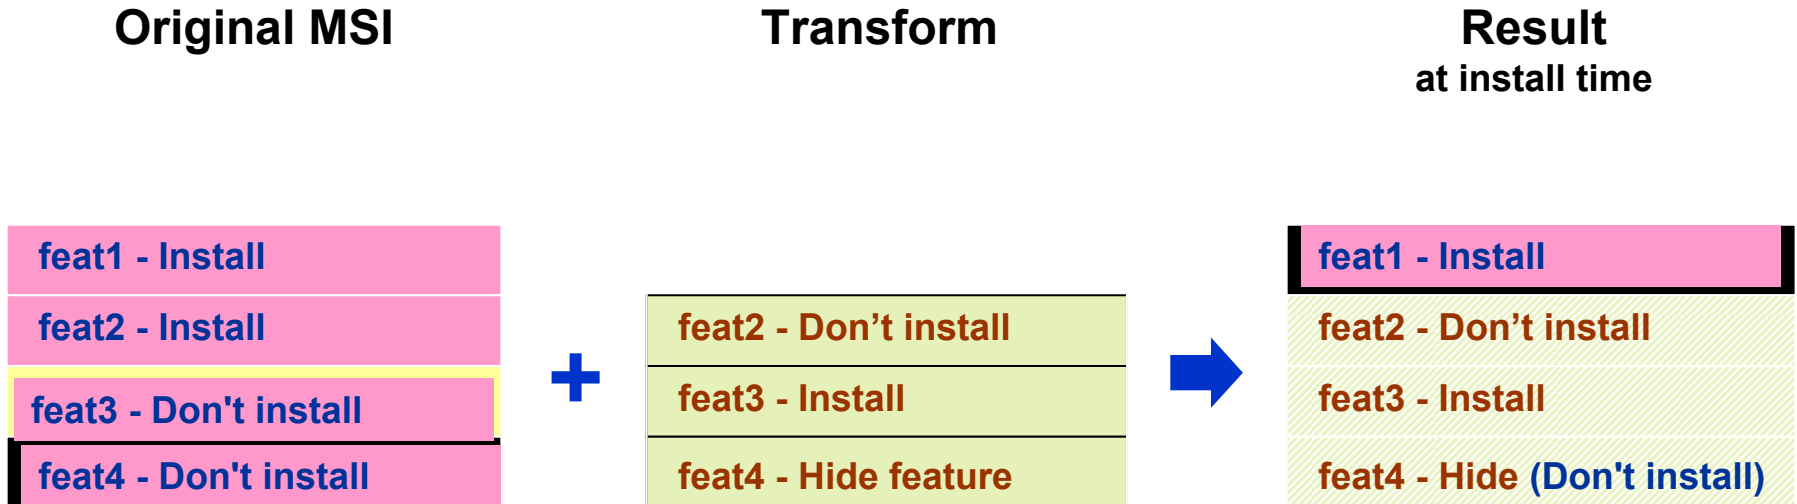 Original MSI
Transform
Result
at install time
feat1 - Install
feat2 - Install
feat3 - Don't install
feat4 - Don't install
+
feat2 - Don’t install
feat3 - Install
feat4 - Hide feature
feat1 - Install
feat2 - Don’t install
feat3 - Install
feat4 - Hide (Don't install)